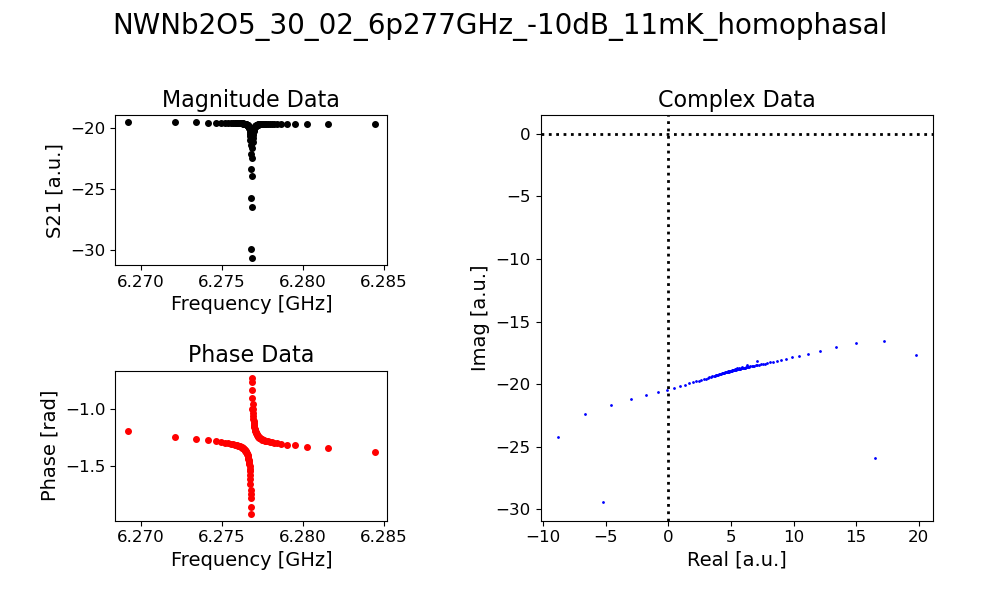 NWNb2O5_30_02_6p277GHz_-10dB_11mK_homophasal
Magnitude Data
S21 [a.u.]
−20
−25
−30
6.270 6.275 6.280 6.285
Frequency [GHz]
Phase Data
Phase [rad]
−1.0
−1.5
6.270 6.275 6.280 6.285
Frequency [GHz]
Complex Data
Imag [a.u.]
0
−5
−10
−15
−20
−25
−30
−10 −5 0 5 10 15 20
Real [a.u.]